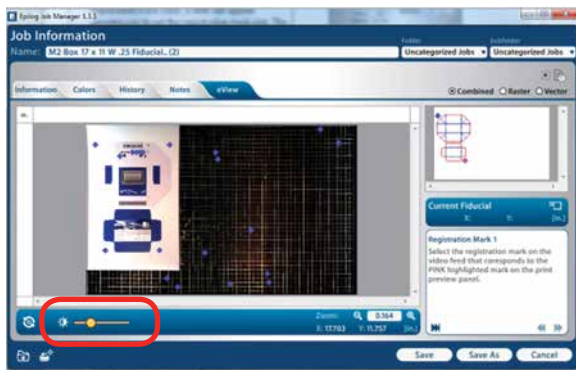 Epilog Job Manager 1.1.5
Job Information
Name: M2 Box 17 x 11 W .25 Fiducial.. (2)
Folder Subfolder
Uncategorized Jobs Uncategorized Jobs
Information Colors History Notes eView
Combined Raster Vector
in.
Current Fiducial
X: Y: [in.]
Registration Mark 1
Select the registration mark on the
video feed that coresponds to the
PINK highlighted mark on the print
preview panel.
Zoom: 0.164
X: 17.703 Y: 11.757 [in.]
Save Save As Cancel